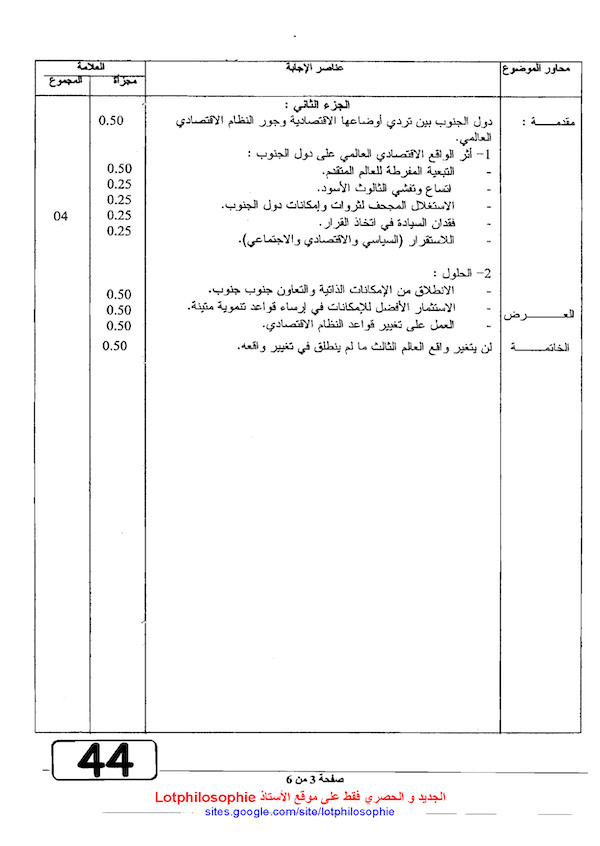 محاور الموضوع
عناصر الإجابة
العلامة
مجزأة
المجموع
الجزء الثاني :
مقدمـــــة :
دول الجنوب بين تردي أوضاعها الاقتصادية وجور النظام الاقتصادي
العالمي.
0.50
1- أثر الواقع الاقتصادي العالمي على دول الجنوب :
- التبعية المفرطة للعالم المتقدم.
0.50
- اتساع وتفشي الثالوث الأسود.
0.25
- الاستغلال المجحف لثروات وإمكانات دول الجنوب.
0.25
- فقدان السيادة في اتخاذ القرار.
0.25
- اللاستقرار (السياسي والاقتصادي والاجتماعي).
0.25
04
2- الحلول :
- الانطلاق من الإمكانات الذاتية والتعاون جنوب جنوب.
0.50
- الاستثمار الأفضل للإمكانات في إرساء قواعد تنموية متينة.
0.50
العـــــــــرض
- العمل على تغيير قواعد النظام الاقتصادي.
0.50
الخاتمـــــــة
لن يتغير واقع العالم الثالث ما لم ينطلق في تغيير واقعه.
0.50
44
صفحة 3 من 6
الجديد و الحصري فقط على موقع الأستاذ Lotphilosophie
sites.google.com/site/lotphilosophie